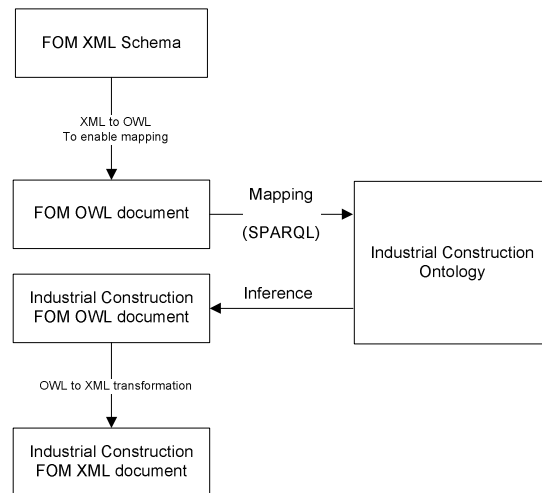 FOM XML Schema
XML to OWL
To enable mapping
FOM OWL document
Mapping
(SPARQL)
Industrial Construction
Ontology
Industrial Construction
FOM OWL document
Inference
OWL to XML transformation
Industrial Construction
FOM XML document